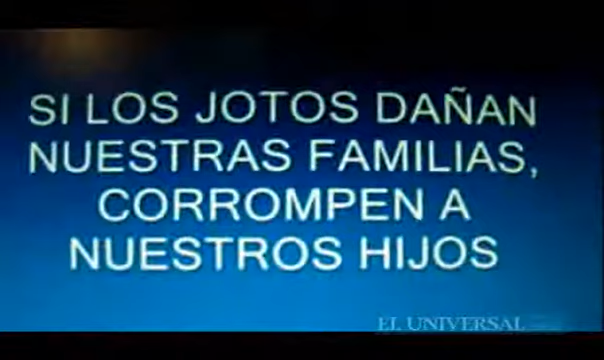 SI LOS JOTOS DAÑAN
NUESTRAS FAMILIAS,
CORROMPEN A
NUESTROS HIJOS
EL UNIVERSAL